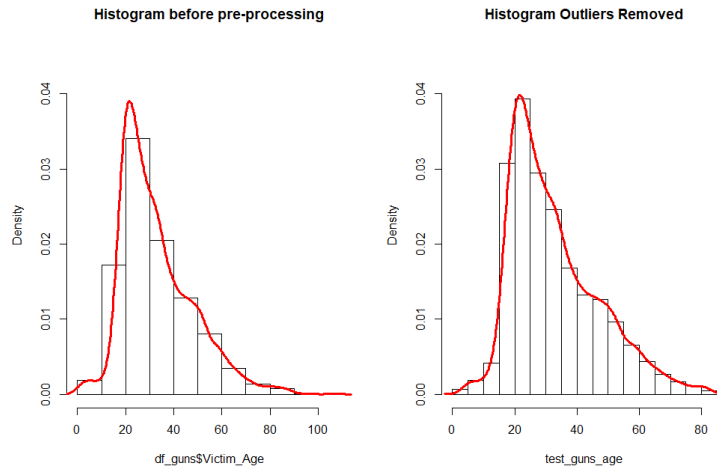 Histogram before pre-processing
Density
0.00 0.01 0.02 0.03 0.04
0 20 40 60 80 100
df_guns$Victim_Age
Histogram Outliers Removed
Density
0.00 0.01 0.02 0.03 0.04
0 20 40 60 80
test_guns_age